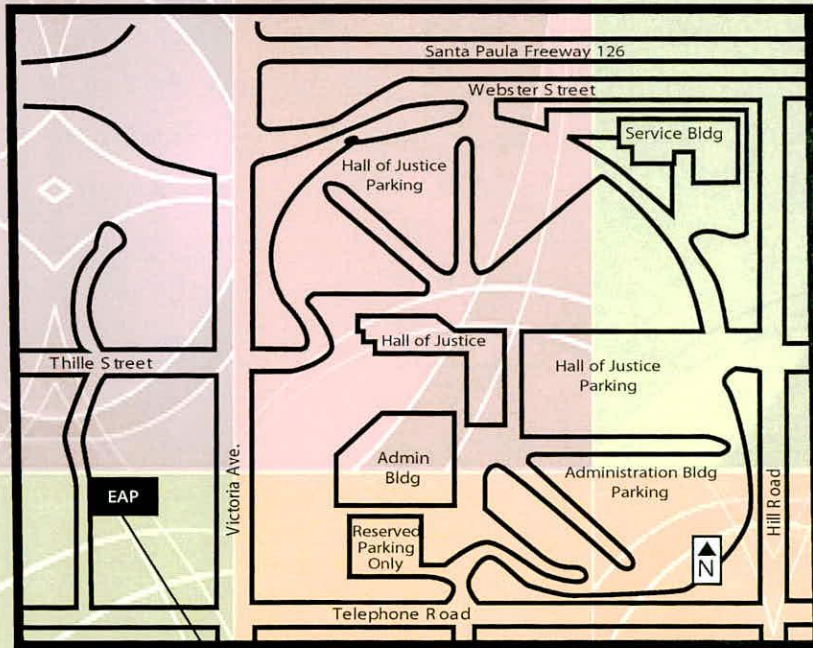 Santa Paula Freeway 126
Webster Street
Service Bldg
Hall of Justice
Parking
Hall of Justice
Thille Street
Hall of Justice
Parking
Victoria Ave.
Admin
Bldg
Administration Bldg
Parking
EAP
Hill Road
Reserved
Parking
Only
N
Telephone Road